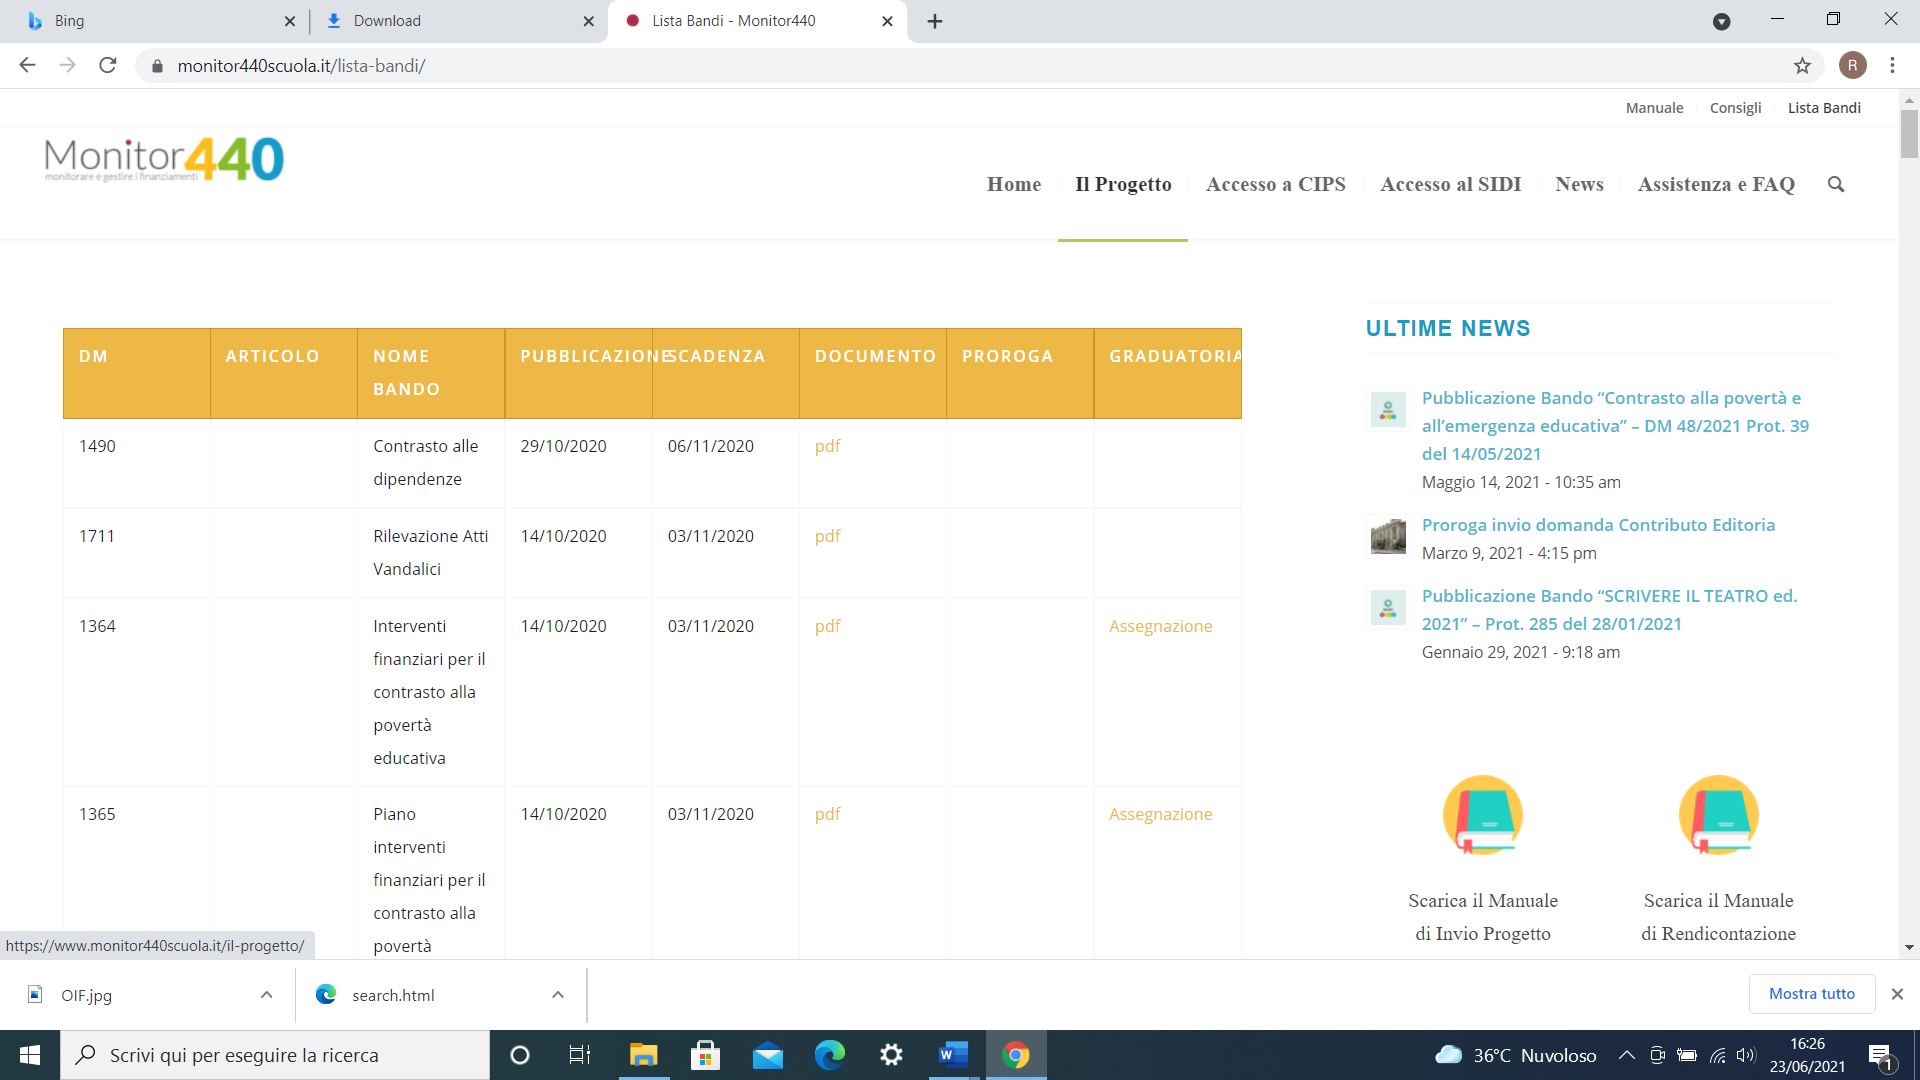 Bing
Download
Lista Bandi - Monitor440
monitor440scuola.it/lista-bandi/
R
Manuale
Consigli
Lista Bandi
Monitor440
monitorare e gestire i finanziamenti
Home
Il Progetto
Accesso a CIPS
Accesso al SIDI
News
Assistenza e FAQ
DM
ARTICOLO
NOME
BANDO
PUBBLICAZIONE
SCADENZA
DOCUMENTO
PROROGA
GRADUATORIA
1490
Contrasto alle
dipendenze
29/10/2020
06/11/2020
pdf
1711
Rilevazione Atti
Vandalici
14/10/2020
03/11/2020
pdf
1364
Interventi
finanziari per il
contrasto alla
povertà
educativa
14/10/2020
03/11/2020
pdf
Assegnazione
1365
Piano
interventi
finanziari per il
contrasto alla
povertà
14/10/2020
03/11/2020
pdf
Assegnazione
ULTIME NEWS
Pubblicazione Bando “Contrasto alla povertà e
all’emergenza educativa” – DM 48/2021 Prot. 39
del 14/05/2021
Maggio 14, 2021 - 10:35 am
Proroga invio domanda Contributo Editoria
Marzo 9, 2021 - 4:15 pm
Pubblicazione Bando “SCRIVERE IL TEATRO ed.
2021” – Prot. 285 del 28/01/2021
Gennaio 29, 2021 - 9:18 am
Scarica il Manuale
di Invio Progetto
Scarica il Manuale
di Rendicontazione
https://www.monitor440scuola.it/il-progetto/
OIF.jpg
search.html
Mostra tutto
Scrivi qui per eseguire la ricerca
36°C Nuvoloso
16:26
23/06/2021
1